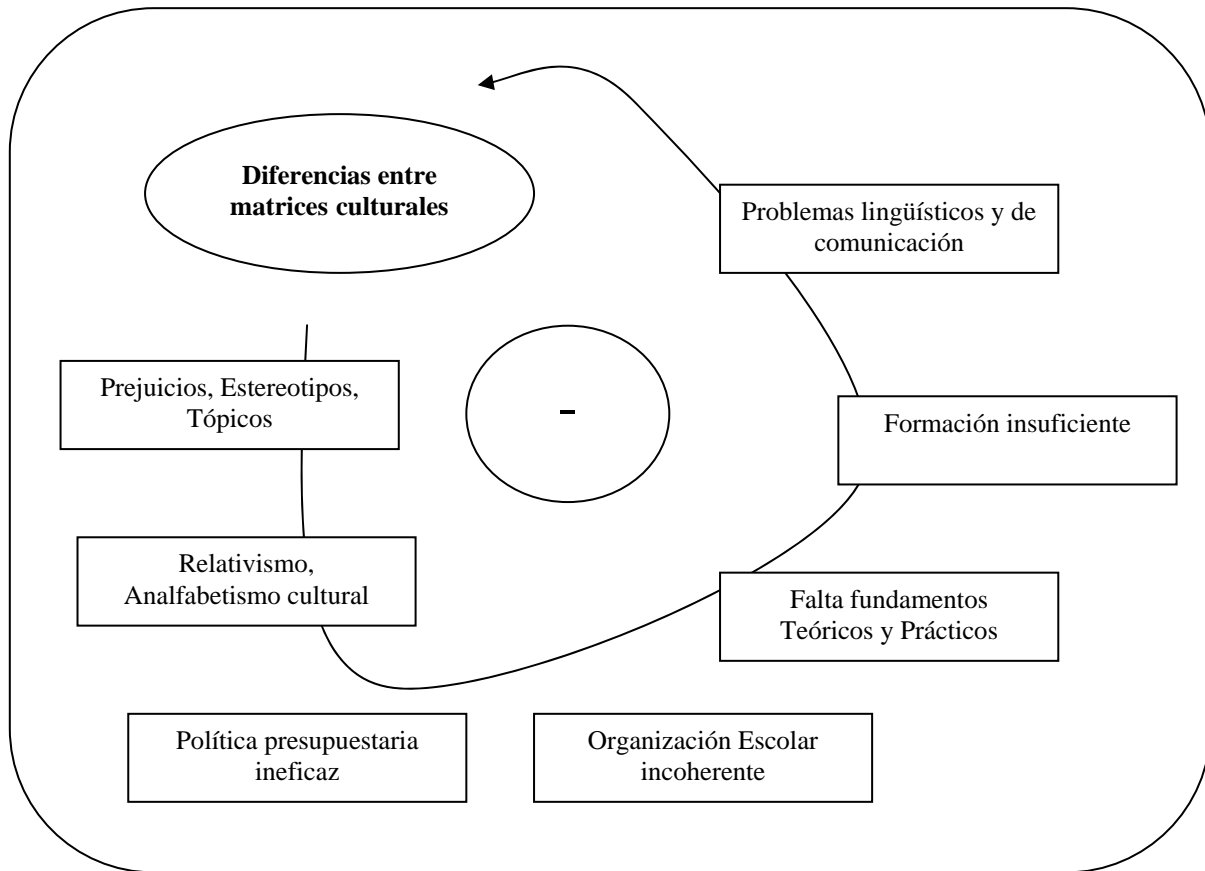 Diferencias entre
matrices culturales
Problemas lingüísticos y de
comunicación
Prejuicios, Estereotipos,
Tópicos
-
Formación insuficiente
Relativismo,
Analfabetismo cultural
Falta fundamentos
Teóricos y Prácticos
Política presupuestaria
ineficaz
Organización Escolar
incoherente